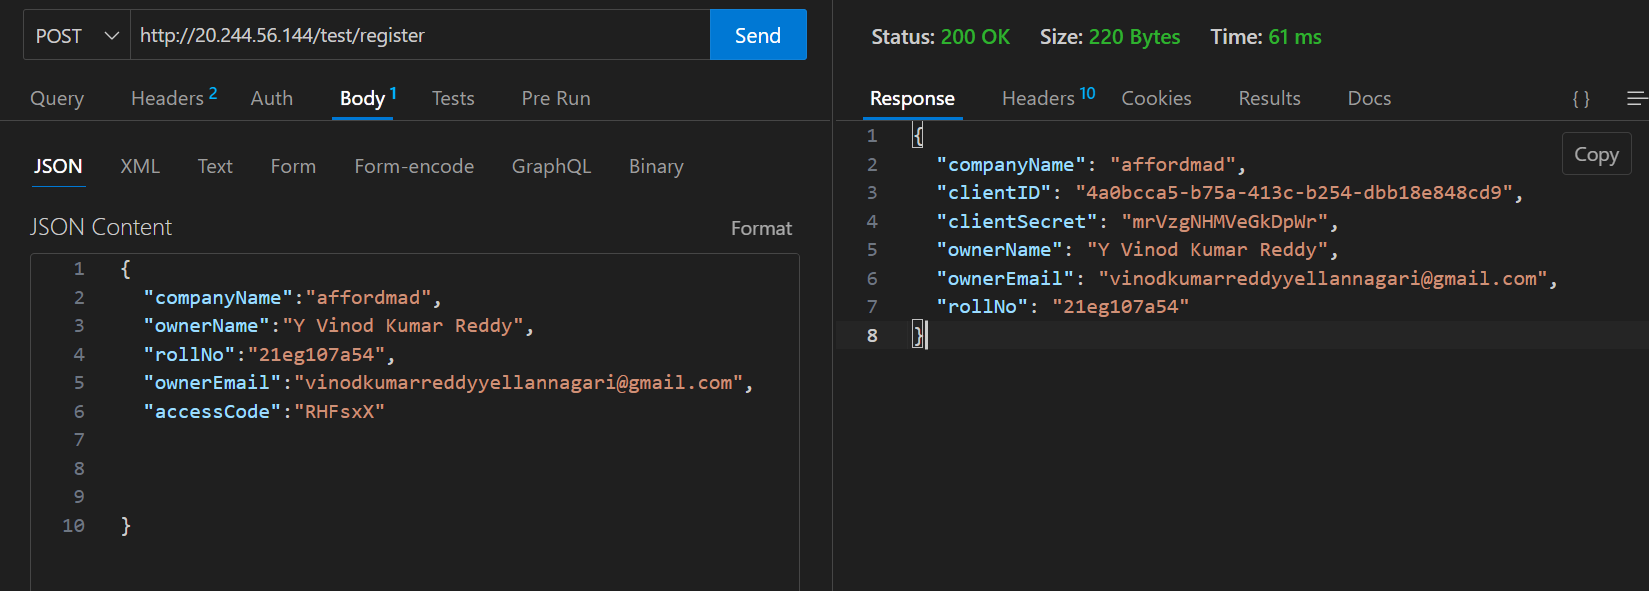 POST http://20.244.56.144/test/register Send
Query Headers 2 Auth Body 1 Tests Pre Run
JSON XML Text Form Form-encode GraphQL Binary
JSON Content Format
1 {
2 "companyName":"affordmad",
3 "ownerName":"Y Vinod Kumar Reddy",
4 "rollNo":"21eg107a54",
5 "ownerEmail":"vinodkumarreddyyellannagari@gmail.com",
6 "accessCode":"RHFsxX"
7
8
9
10 }
Status: 200 OK Size: 220 Bytes Time: 61 ms
Response Headers 10 Cookies Results Docs { }
Copy
1 {
2 "companyName": "affordmad",
3 "clientID": "4a0bcca5-b75a-413c-b254-dbb18e848cd9",
4 "clientSecret": "mrVzgNHMVeGkDpWr",
5 "ownerName": "Y Vinod Kumar Reddy",
6 "ownerEmail": "vinodkumarreddyyellannagari@gmail.com",
7 "rollNo": "21eg107a54"
8 }